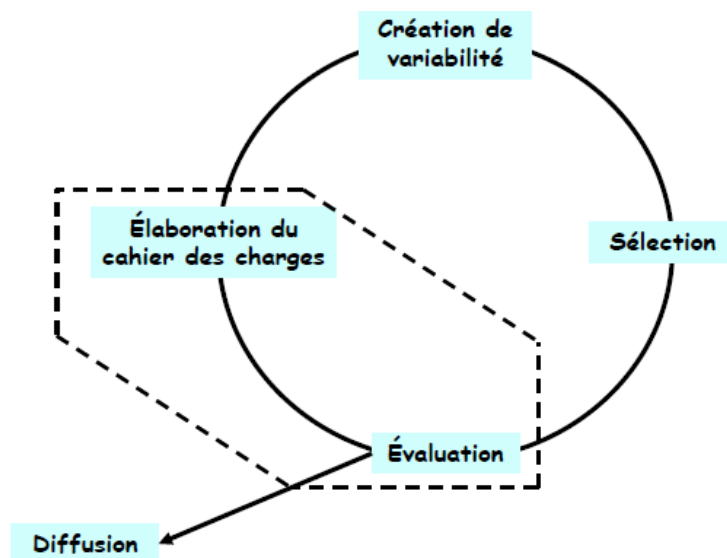 Création de
variabilité
Élaboration du
cahier des charges
Sélection
Évaluation
Diffusion